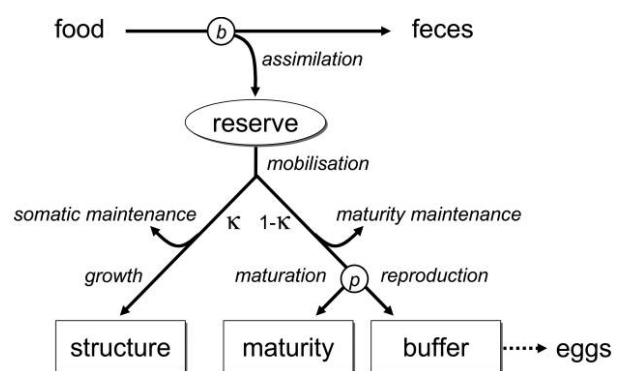 food b feces
assimilation
reserve
mobilisation
somatic maintenance κ 1-κ maturity maintenance
growth maturation p reproduction
structure maturity buffer eggs